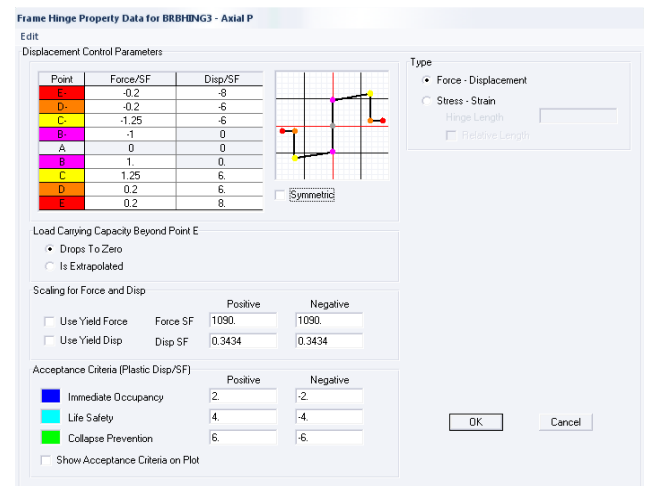 Frame Hinge Property Data for BRBHING3 - Axial P
Edit
Displacement Control Parameters
Point Force/SF Disp/SF
E- -0.2 -8
D- -0.2 -6
C- -1.25 -6
B- -1 0
A 0 0
B 1. 0.
C 1.25 6.
D 0.2 6.
E 0.2 8.
Symmetric
Type
Force - Displacement
Stress - Strain
Hinge Length
Relative Length
Load Carrying Capacity Beyond Point E
Drops To Zero
Is Extrapolated
Scaling for Force and Disp
Positive Negative
Use Yield Force Force SF 1090. 1090.
Use Yield Disp Disp SF 0.3434 0.3434
Acceptance Criteria (Plastic Disp/SF)
Positive Negative
Immediate Occupancy 2. -2.
Life Safety 4. -4.
Collapse Prevention 6. -6.
Show Acceptance Criteria on Plot
OK Cancel